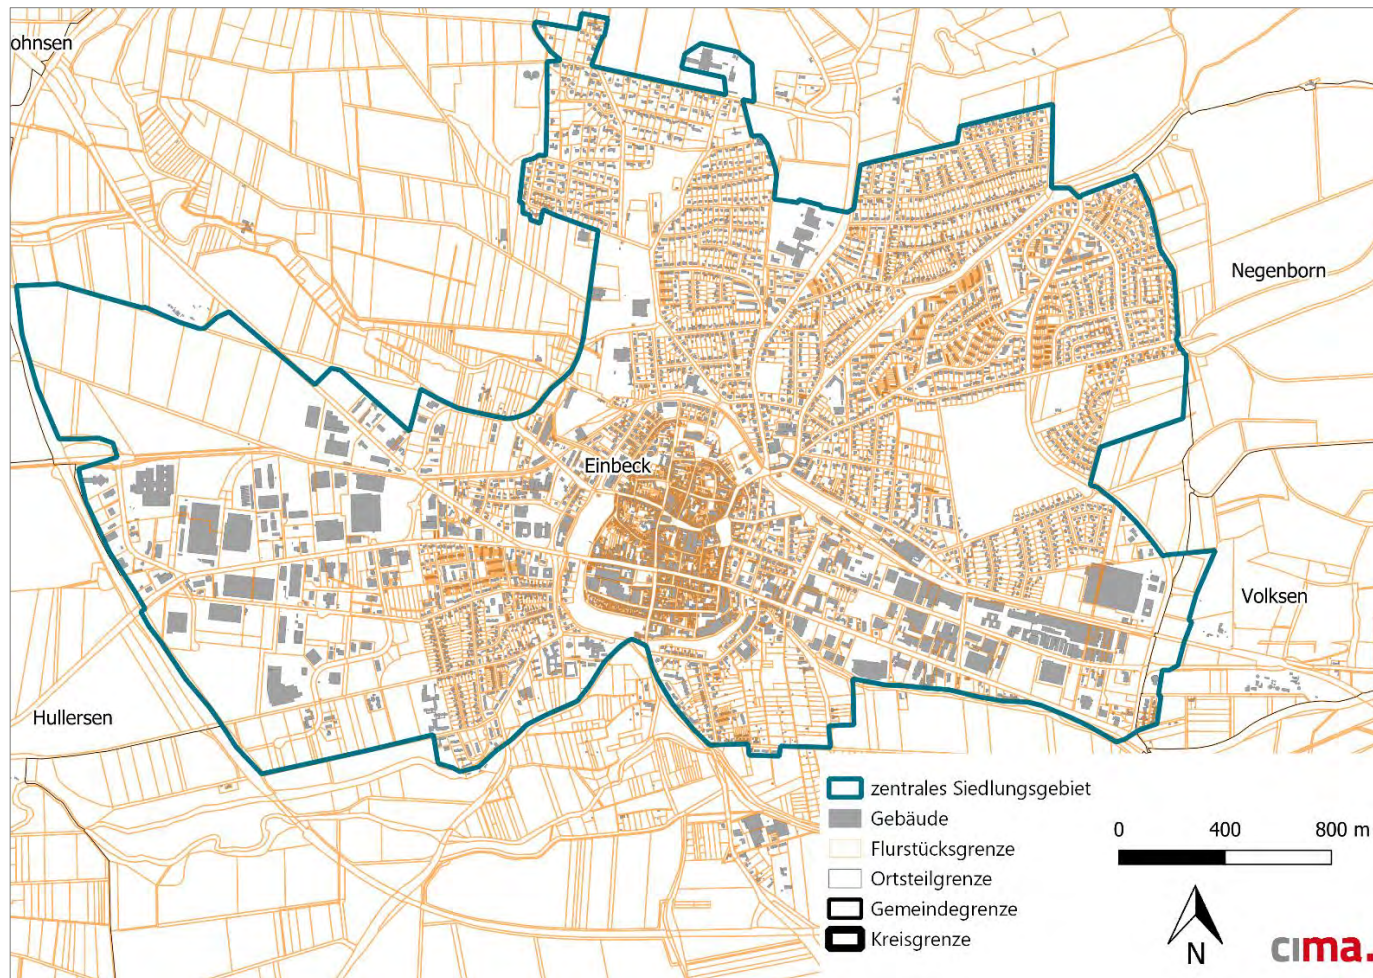 ohnsen
Negenborn
Einbeck
Volksen
Hullersen
zentrales Siedlungsgebiet
Gebäude
Flurstücksgrenze
Ortsteilgrenze
Gemeindegrenze
Kreisgrenze
0 400 800 m
N
cima.